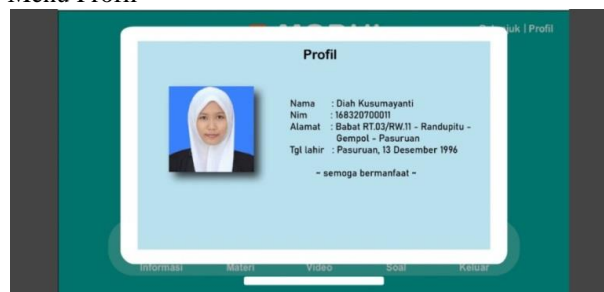 Menu Profil
juk | Profil
Profil
Nama : Diah Kusumayanti
Nim : 168320700011
Alamat : Babat RT.03/RW.11 - Randupitu -
Gempol - Pasuruan
Tgl lahir : Pasuruan, 13 Desember 1996
~ semoga bermanfaat ~
Informasi Materi Video Soal Keluar